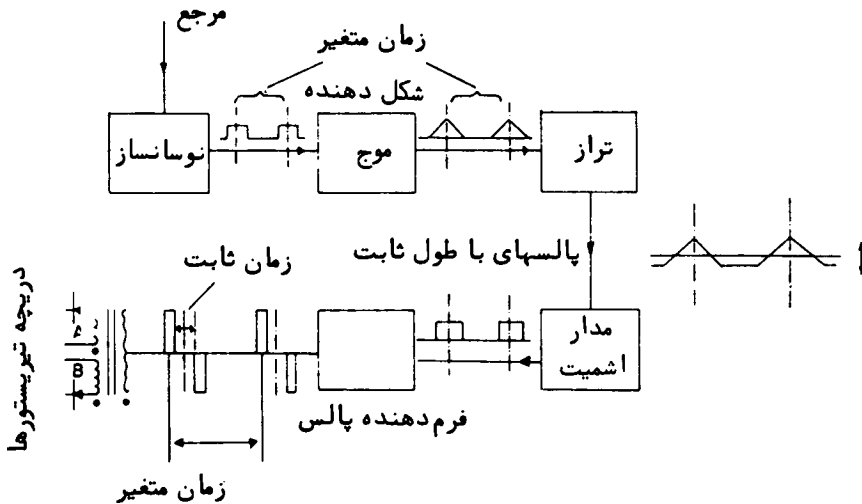 مرجع
زمان متغیر
شکل دهنده
نوسانساز
موج
تراز
پالسهای با طول ثابت
زمان ثابت
دریچه تیریستورها
B
مدار
اشمیت
فرم‌دهنده پالس
زمان متغیر